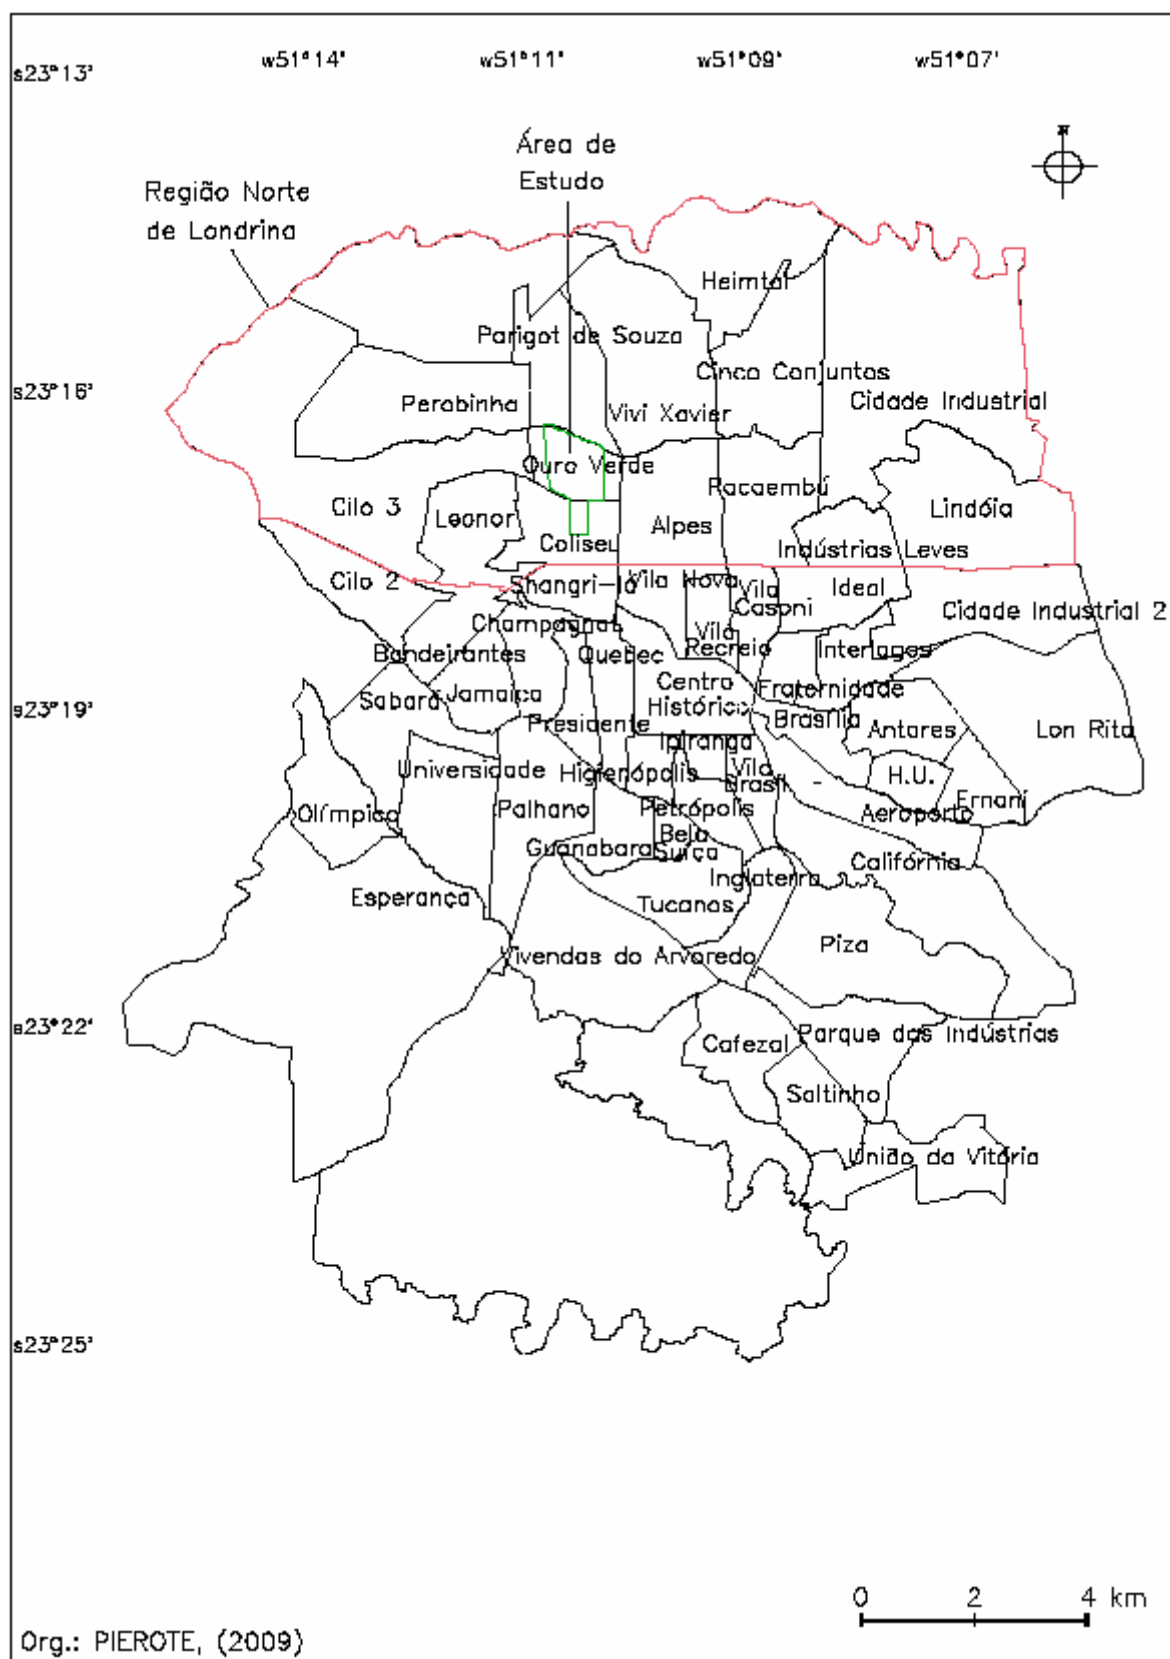 w51°14' w51°11' w51°09' w51°07'
s23°13'
Área de
Estudo
Região Norte
de Londrina
Heimtal
Parigot de Souza
Cinco Conjuntos
s23°16'
Perobinha
Vivi Xavier
Cidade Industrial
Ouro Verde
Pacaembú
Cilo 3
Leonor
Alpes
Lindóia
Coliseu
Indústrias Leves
Cilo 2
Shangri-lá
Vila Nova
Vila
Casoni
Ideal
Cidade Industrial 2
Champagnat
Vila
Recreio
Bandeirantes
Quebec
Interlagos
Sabará
Jamaica
Centro
Histórico
Fraternidade
s23°19'
Presidente
Brasília
Antares
Lon Rita
Ipiranga
Universidade
Higienópolis
Vila
Brasil
H.U.
Olímpico
Palhano
Petrópolis
Aeroporto
Ernaní
Guanabara
Bela
Suíça
Califórnia
Esperança
Inglaterra
Tucanos
Vivendas do Arvoredo
Piza
s23°22'
Cafezal
Parque das Indústrias
Saltinho
União da Vitória
s23°25'
0 2 4 km
Org.: PIEROTE, (2009)